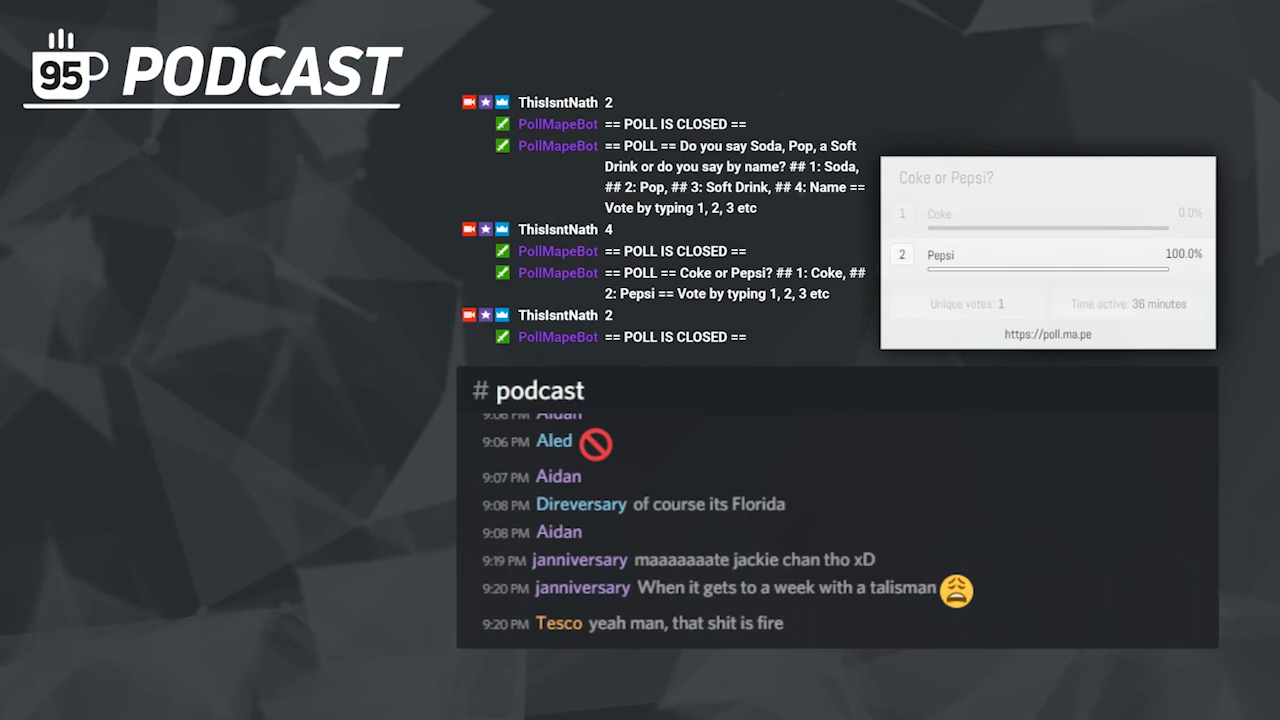 95 PODCAST
ThisIsntNath 2
PollMapeBot == POLL IS CLOSED ==
PollMapeBot == POLL == Do you say Soda, Pop, a Soft
Drink or do you say by name? ## 1: Soda,
## 2: Pop, ## 3: Soft Drink, ## 4: Name ==
Vote by typing 1, 2, 3 etc
ThisIsntNath 4
PollMapeBot == POLL IS CLOSED ==
PollMapeBot == POLL == Coke or Pepsi? ## 1: Coke, ##
2: Pepsi == Vote by typing 1, 2, 3 etc
ThisIsntNath 2
PollMapeBot == POLL IS CLOSED ==
Coke or Pepsi?
1 Coke 0.0%
2 Pepsi 100.0%
Unique votes: 1 Time active: 36 minutes
https://poll.ma.pe
# podcast
9:06 PM Aidan
9:06 PM Aled
9:07 PM Aidan
9:08 PM Direversary of course its Florida
9:08 PM Aidan
9:19 PM janniversary maaaaaaate jackie chan tho xD
9:20 PM janniversary When it gets to a week with a talisman
9:20 PM Tesco yeah man, that shit is fire